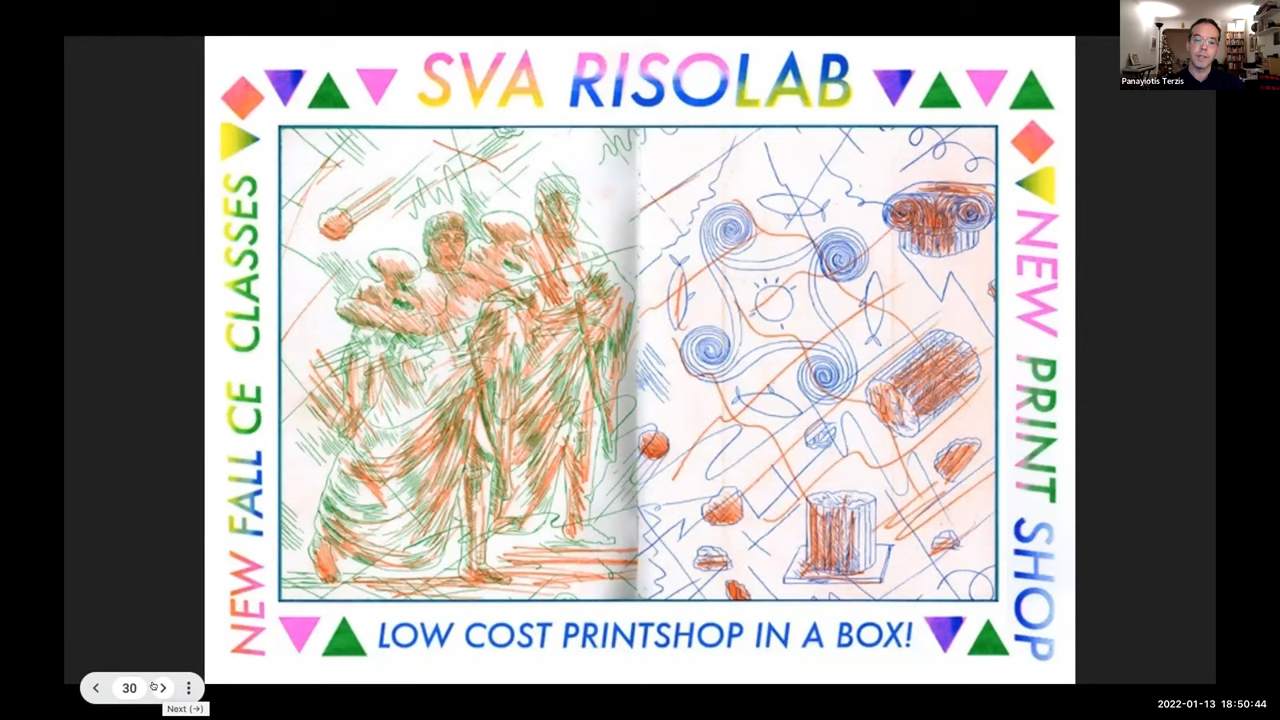 SVA RISOLAB
NEW FALL CE CLASSES
NEW PRINT SHOP
LOW COST PRINTSHOP IN A BOX!
Panayiotis Terzis
30
Next (→)
2022-01-13 18:50:44